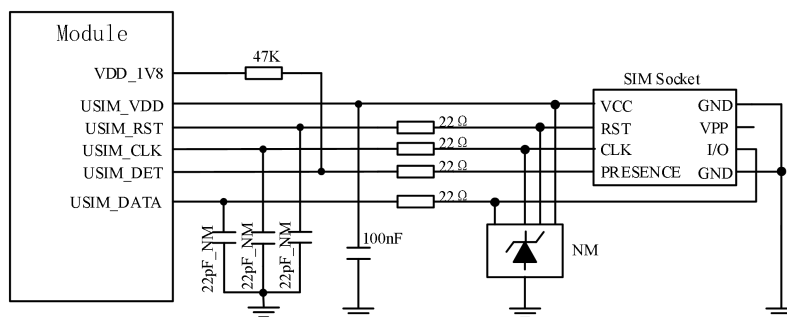 Module
47K
VDD_1V8
SIM Socket
USIM_VDD
VCC
GND
USIM_RST
22Ω
RST
VPP
USIM_CLK
22Ω
CLK
I/O
USIM_DET
22Ω
PRESENCE
GND
USIM_DATA
22Ω
22pF_NM
22pF_NM
22pF_NM
100nF
NM